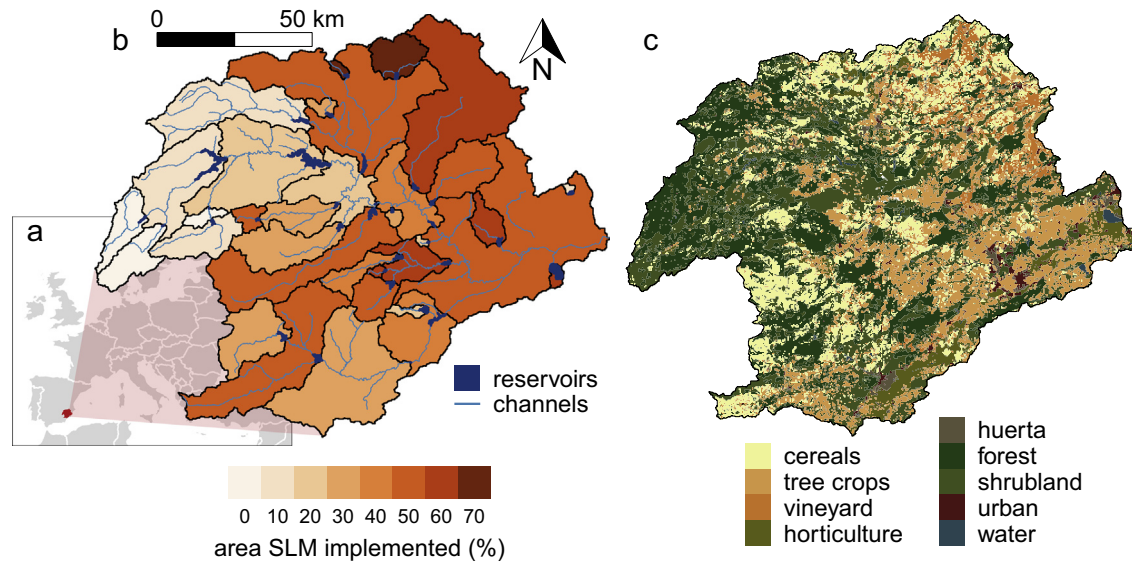 0 50 km
b
N
c
a
reservoirs
channels
0 10 20 30 40 50 60 70
area SLM implemented (%)
cereals
tree crops
vineyard
horticulture
huerta
forest
shrubland
urban
water